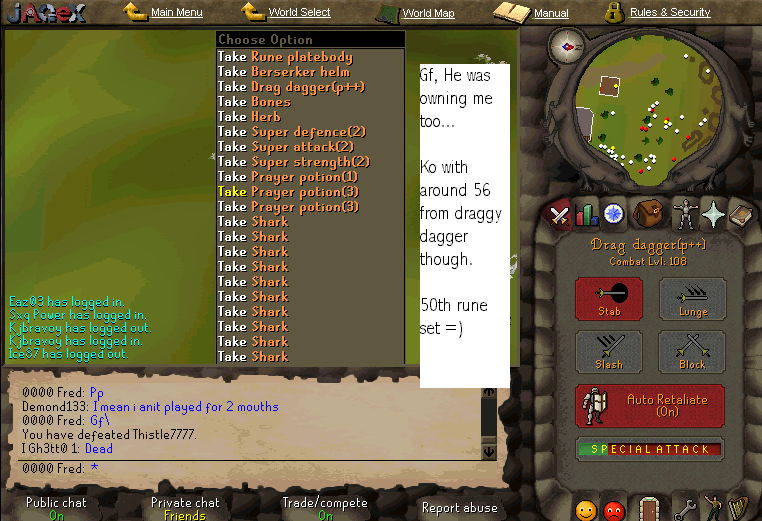 JAGeX
Main Menu
World Select
World Map
Manual
Rules & Security
Choose Option
Take Rune platebody
Take Berserker helm
Take Drag dagger(p++)
Take Bones
Take Herb
Take Super defence(2)
Take Super attack(2)
Take Super strength(2)
Take Prayer potion(1)
Take Prayer potion(3)
Take Prayer potion(3)
Take Shark
Take Shark
Take Shark
Take Shark
Take Shark
Take Shark
Take Shark
Take Shark
Take Shark
Take Shark
Gf, He was
owning me
too...
Ko with
around 56
from draggy
dagger
though.
50th rune
set =)
Eaz03 has logged in.
Sxq Power has logged in.
Kjbravoy has logged out.
Kjbravoy has logged in.
Ice87 has logged out.
0000 Fred: Pp
Demond133: I mean i anit played for 2 mouths
0000 Fred: Gf\
You have defeated Thistle7777.
I Gh3tt0 1: Dead
0000 Fred: *
Drag dagger(p++)
Combat Lvl: 108
Stab
Lunge
Slash
Block
Auto Retaliate
(On)
SPECIAL ATTACK
Public chat
On
Private chat
Friends
Trade/compete
On
Report abuse